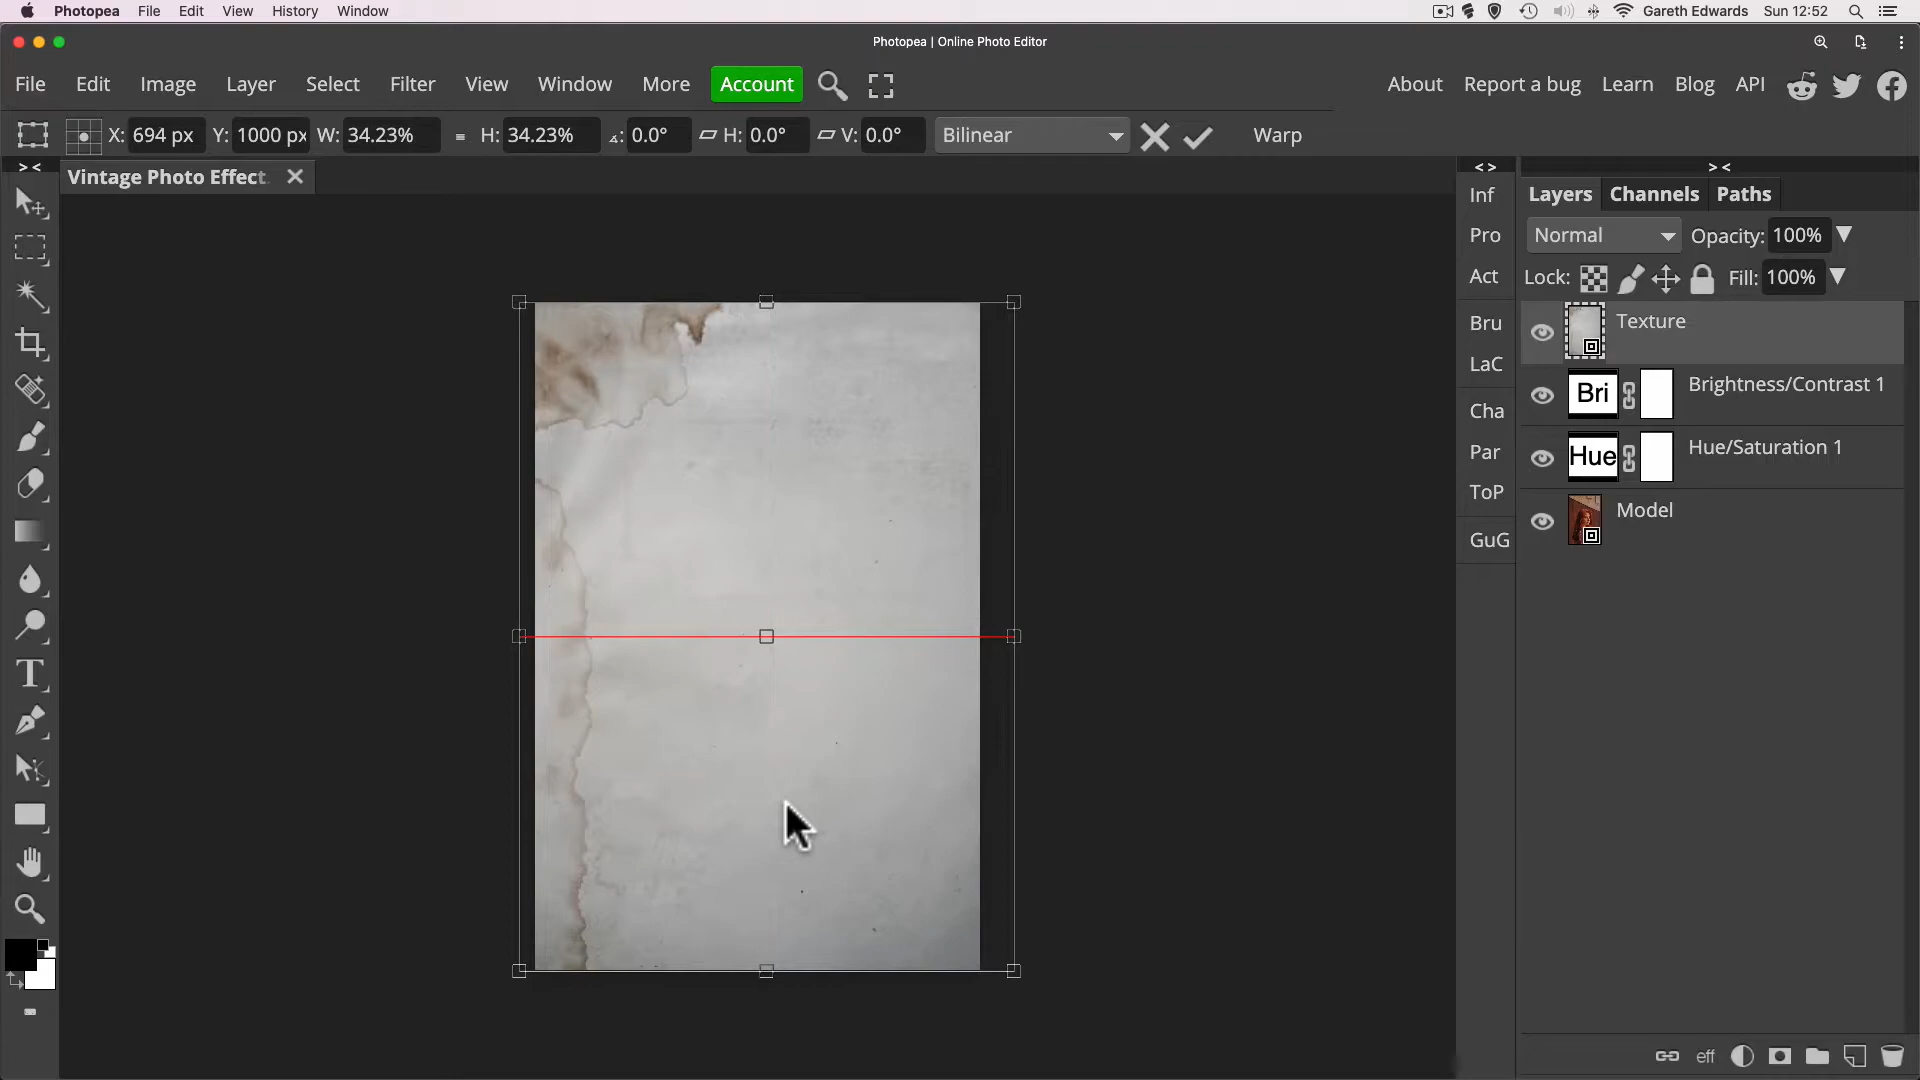 Photopea File Edit View History Window Gareth Edwards Sun 12:52
Photopea | Online Photo Editor
File Edit Image Layer Select Filter View Window More Account About Report a bug Learn Blog API
X: 694 px Y: 1000 px W: 34.23% H: 34.23% 0.0° H: 0.0° V: 0.0° Bilinear Warp
> < < > > <
Vintage Photo Effect.
Inf
Pro
Act
Bru
LaC
Cha
Par
ToP
GuG
Layers Channels Paths
Normal Opacity: 100%
Lock: Fill: 100%
Texture
Bri Brightness/Contrast 1
Hue Hue/Saturation 1
Model
T
eff